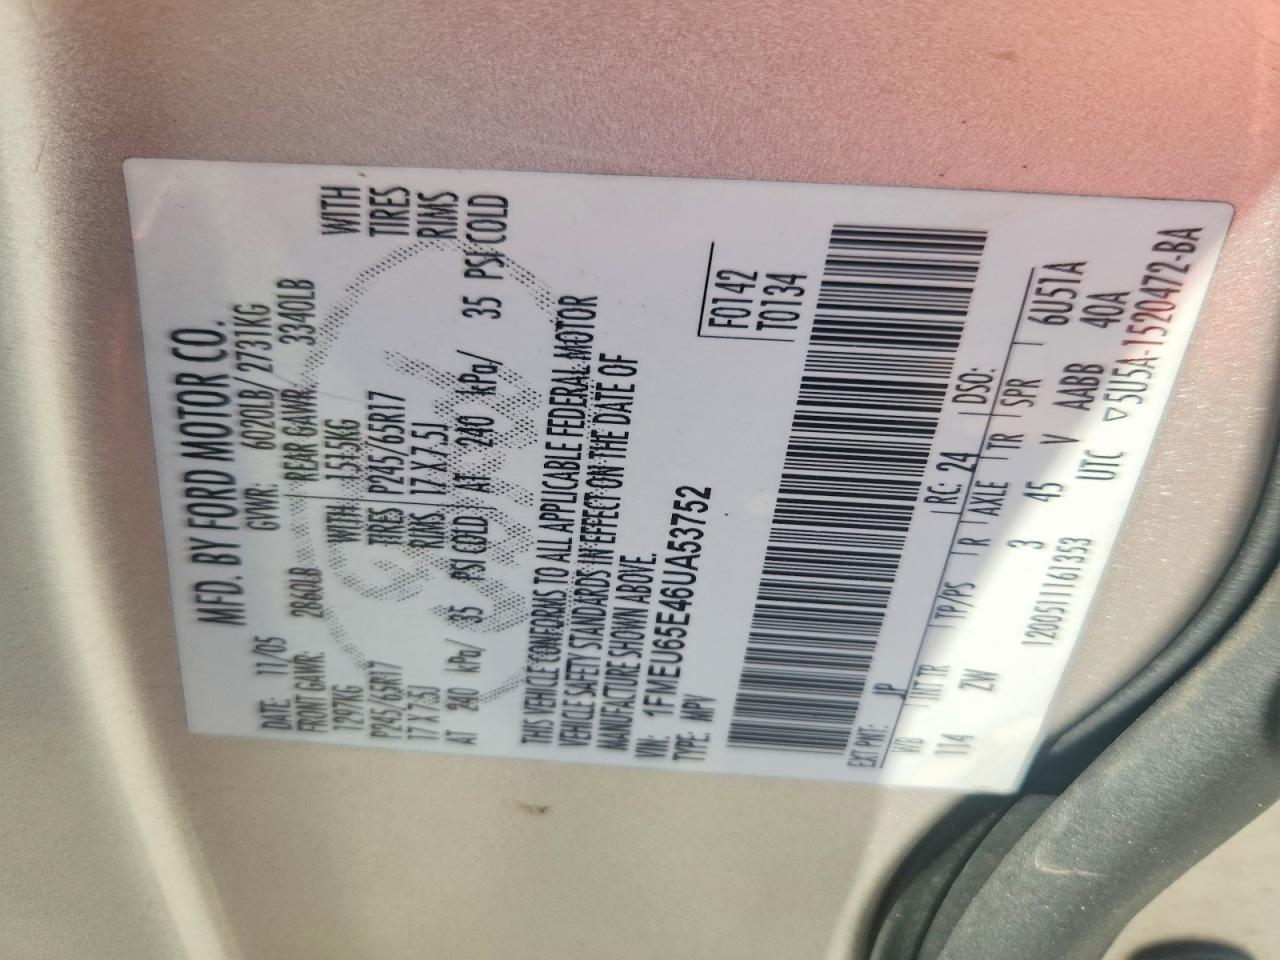 MFD. BY FORD MOTOR CO.
DATE: 11/05 GVWR: 6020LB/ 2731KG
FRONT GAWR: 2860LB REAR GAWR: 3340LB
1297KG WITH 1515KG WITH
P245/65R17 TIRES P245/65R17 TIRES
17 X 7.5J RIMS 17 X 7.5J RIMS
AT 240 kPa/ 35 PSI COLD AT 240 kPa/ 35 PSI COLD
THIS VEHICLE CONFORMS TO ALL APPLICABLE FEDERAL MOTOR
VEHICLE SAFETY STANDARDS IN EFFECT ON THE DATE OF
MANUFACTURE SHOWN ABOVE.
VIN: 1FMEU65E46UA53752
TYPE: MPV
F0142
T0134
EXT PNT: JP RC: 24 DSO:
WB INT TR TP/PS R AXLE TR SPR 6U51A
114 ZW 3 45 V AABB 40A
12005111161353 UTC ▽5U5A-1520472-BA